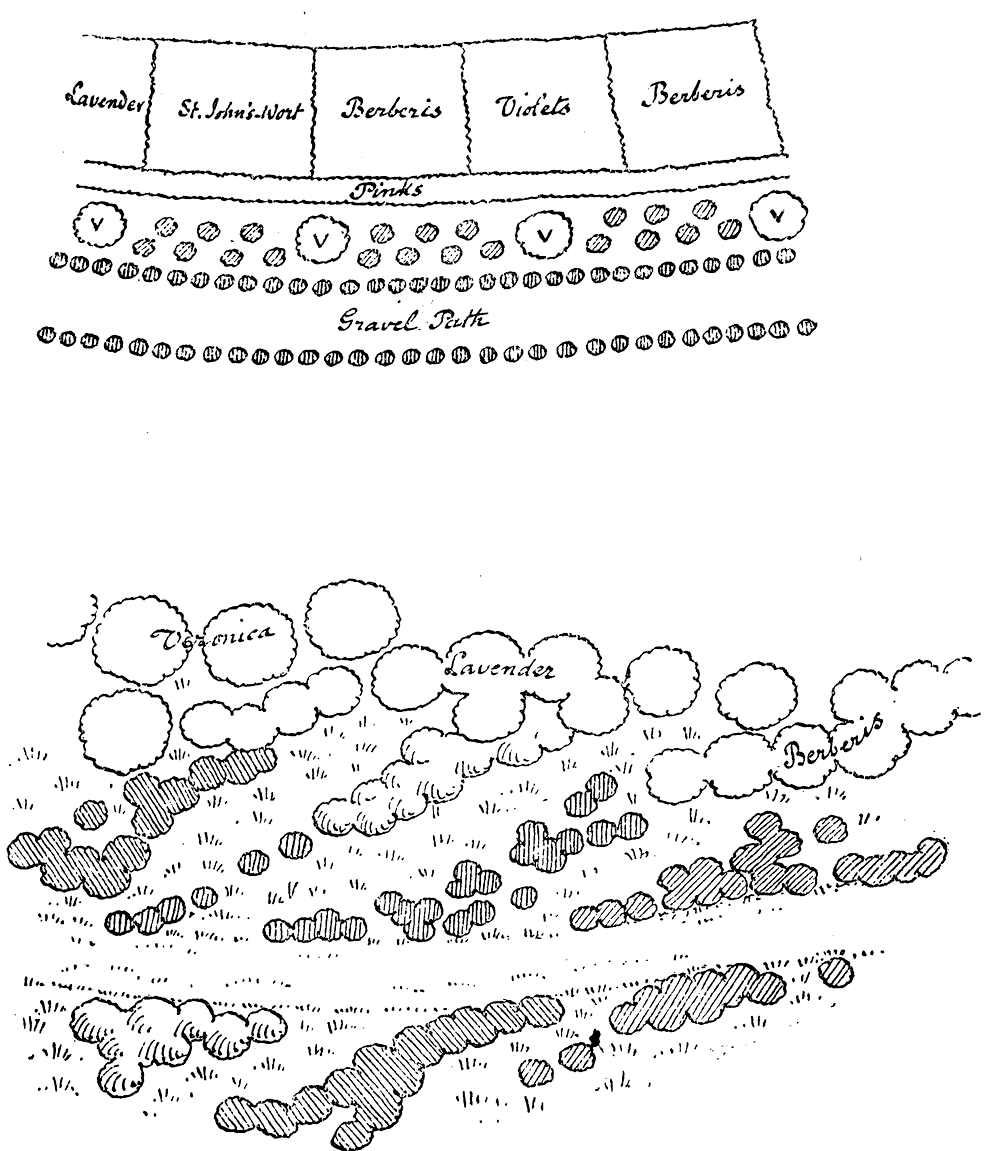 Lavender St. John's-Wort Berberis Violets Berberis
Pinks
V V V V
Gravel Path
Veronica
Lavender
Berberis